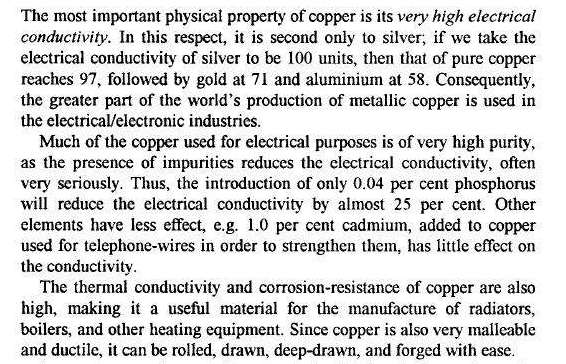 The most important physical property of copper is its very high electrical
conductivity. In this respect, it is second only to silver; if we take the
electrical conductivity of silver to be 100 units, then that of pure copper
reaches 97, followed by gold at 71 and aluminium at 58. Consequently,
the greater part of the world's production of metallic copper is used in
the electrical/electronic industries.
Much of the copper used for electrical purposes is of very high purity,
as the presence of impurities reduces the electrical conductivity, often
very seriously. Thus, the introduction of only 0.04 per cent phosphorus
will reduce the electrical conductivity by almost 25 per cent. Other
elements have less effect, e.g. 1.0 per cent cadmium, added to copper
used for telephone-wires in order to strengthen them, has little effect on
the conductivity.
The thermal conductivity and corrosion-resistance of copper are also
high, making it a useful material for the manufacture of radiators,
boilers, and other heating equipment. Since copper is also very malleable
and ductile, it can be rolled, drawn, deep-drawn, and forged with ease.